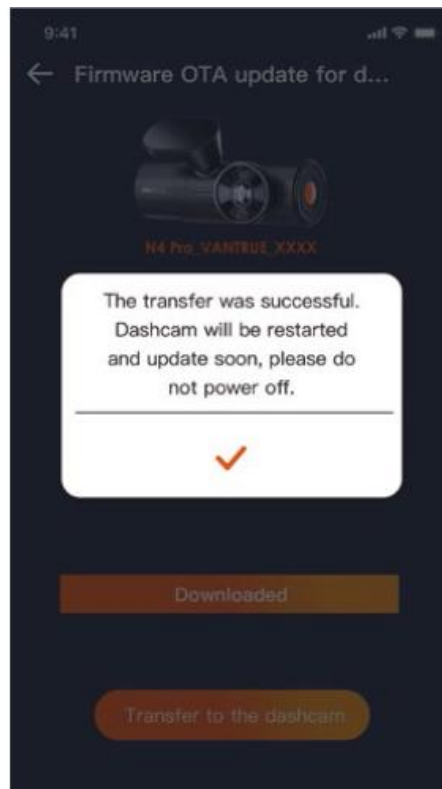 9:41
Firmware OTA update for d...
N4 Pro_VANTRUE_XXXX
The transfer was successful.
Dashcam will be restarted
and update soon, please do
not power off.
Downloaded
Transfer to the dashcam